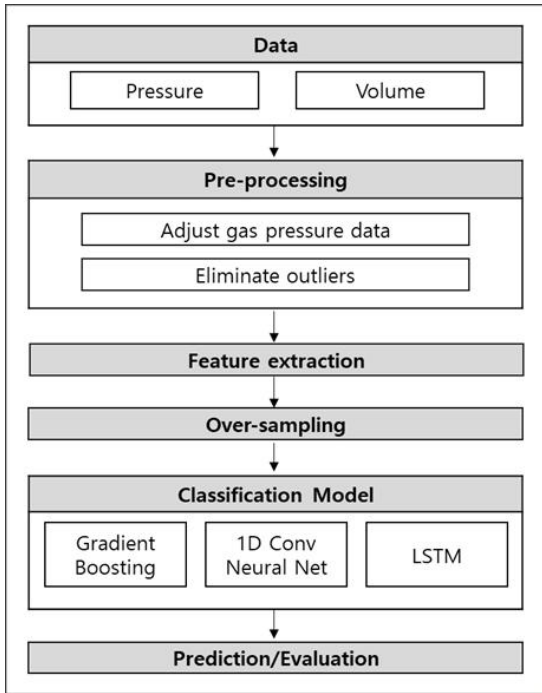 Data
Pressure
Volume
Pre-processing
Adjust gas pressure data
Eliminate outliers
Feature extraction
Over-sampling
Classification Model
Gradient
Boosting
1D Conv
Neural Net
LSTM
Prediction/Evaluation